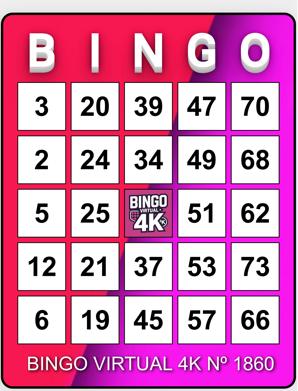 B I N G O
3 20 39 47 70
2 24 34 49 68
5 25 BINGO VIRTUAL 4K 51 62
12 21 37 53 73
6 19 45 57 66
BINGO VIRTUAL 4K Nº 1860